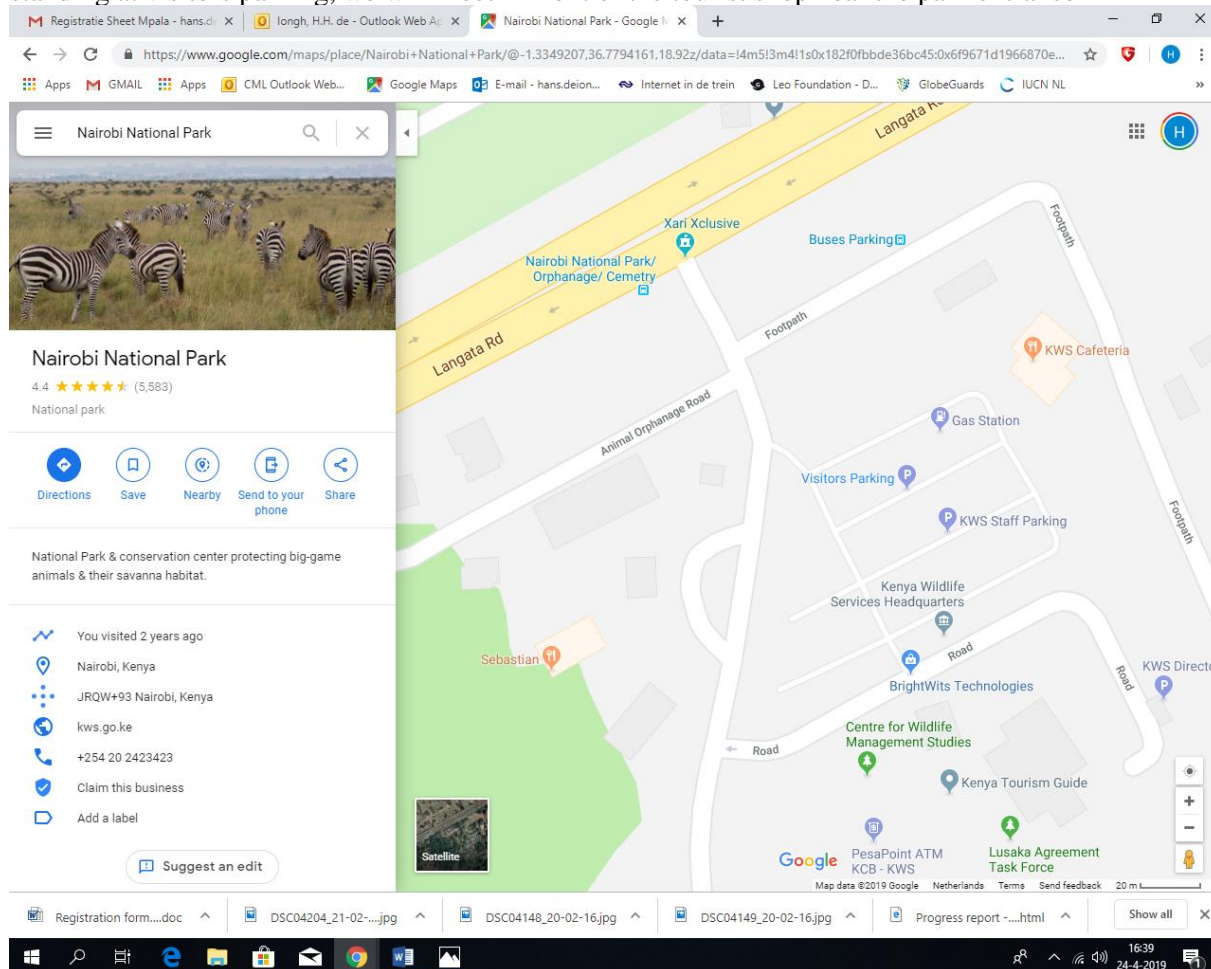 Registratie Sheet Mpala - hans.de
Iongh, H.H. de - Outlook Web Ap
Nairobi National Park - Google M
https://www.google.com/maps/place/Nairobi+National+Park/@-1.3349207,36.7794161,18.92z/data=!4m5!3m4!1s0x182f0fbbde36bc45:0x6f9671d1966870e...
H
Apps
GMAIL
Apps
CML Outlook Web...
Google Maps
E-mail - hans.deion...
Internet in de trein
Leo Foundation - D...
GlobeGuards
IUCN NL
»
Nairobi National Park
Nairobi National Park
4.4
(5,583)
National park
Directions
Save
Nearby
Send to your
phone
Share
National Park & conservation center protecting big-game
animals & their savanna habitat.
You visited 2 years ago
Nairobi, Kenya
JRQW+93 Nairobi, Kenya
kws.go.ke
+254 20 2423423
Claim this business
Add a label
Suggest an edit
H
Langata
Xari Xclusive
Buses Parking
Footpath
Nairobi National Park/
Orphanage/ Cemetry
Langata Rd
Footpath
KWS Cafeteria
Animal Orphanage Road
Gas Station
Visitors Parking
KWS Staff Parking
Footpath
Kenya Wildlife
Services Headquarters
Sebastian
Road
BrightWits Technologies
Road
KWS Directo
Road
Centre for Wildlife
Management Studies
Kenya Tourism Guide
PesaPoint ATM
KCB - KWS
Lusaka Agreement
Task Force
Satellite
Google
Map data ©2019 Google
Netherlands
Terms
Send feedback
20 m
Registration form....doc
DSC04204_21-02-....jpg
DSC04148_20-02-16.jpg
DSC04149_20-02-16.jpg
Progress report -....html
Show all
16:39
24-4-2019
1